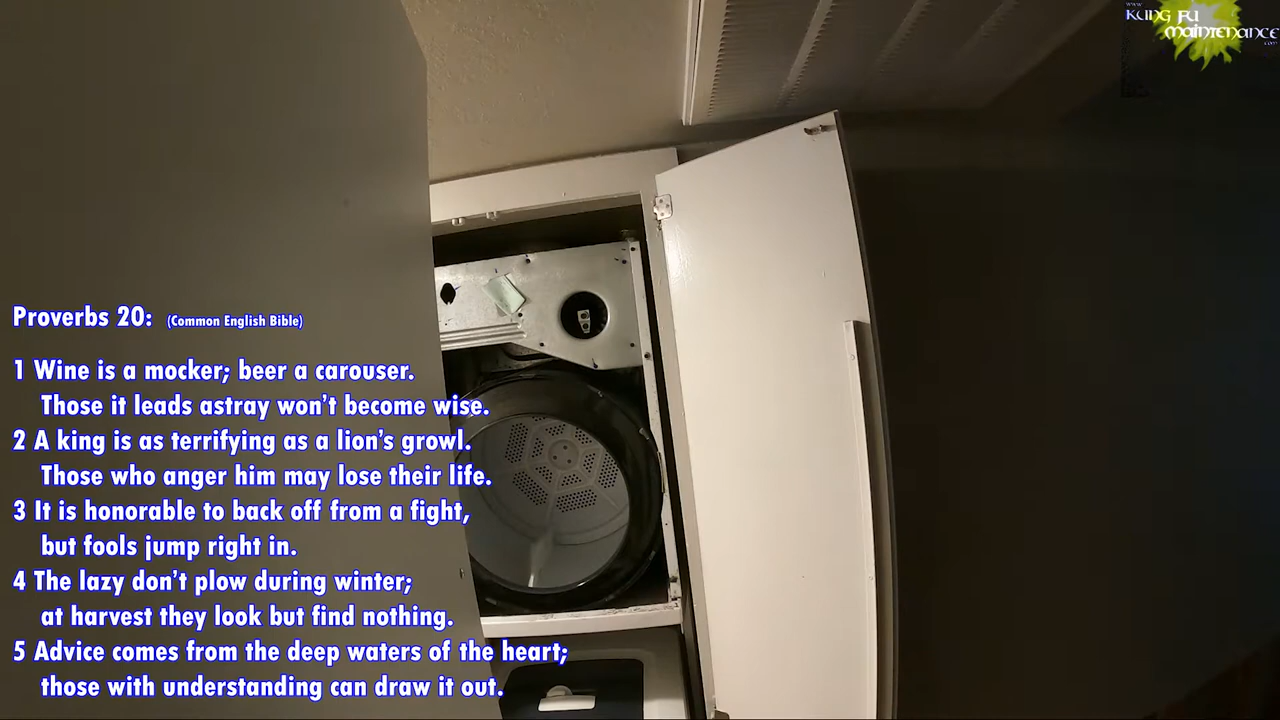 www
KUNG FU
MAINTENANCE
.com
Proverbs 20: (Common English Bible)
1 Wine is a mocker; beer a carouser.
Those it leads astray won't become wise.
2 A king is as terrifying as a lion's growl.
Those who anger him may lose their life.
3 It is honorable to back off from a fight,
but fools jump right in.
4 The lazy don't plow during winter;
at harvest they look but find nothing.
5 Advice comes from the deep waters of the heart;
those with understanding can draw it out.